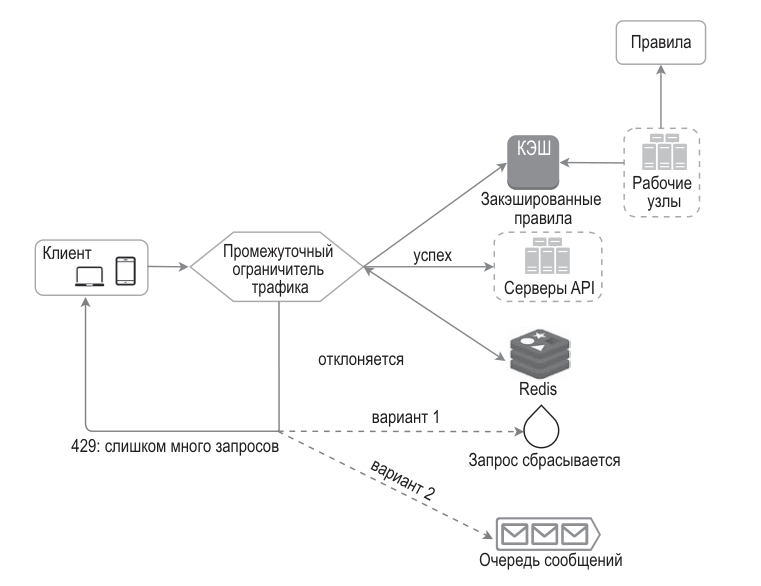 Правила
КЭШ
Закэшированные
правила
Рабочие
узлы
Клиент
Промежуточный
ограничитель
трафика
успех
Серверы API
отклоняется
Redis
429: слишком много запросов
вариант 1
Запрос сбрасывается
вариант 2
Очередь сообщений